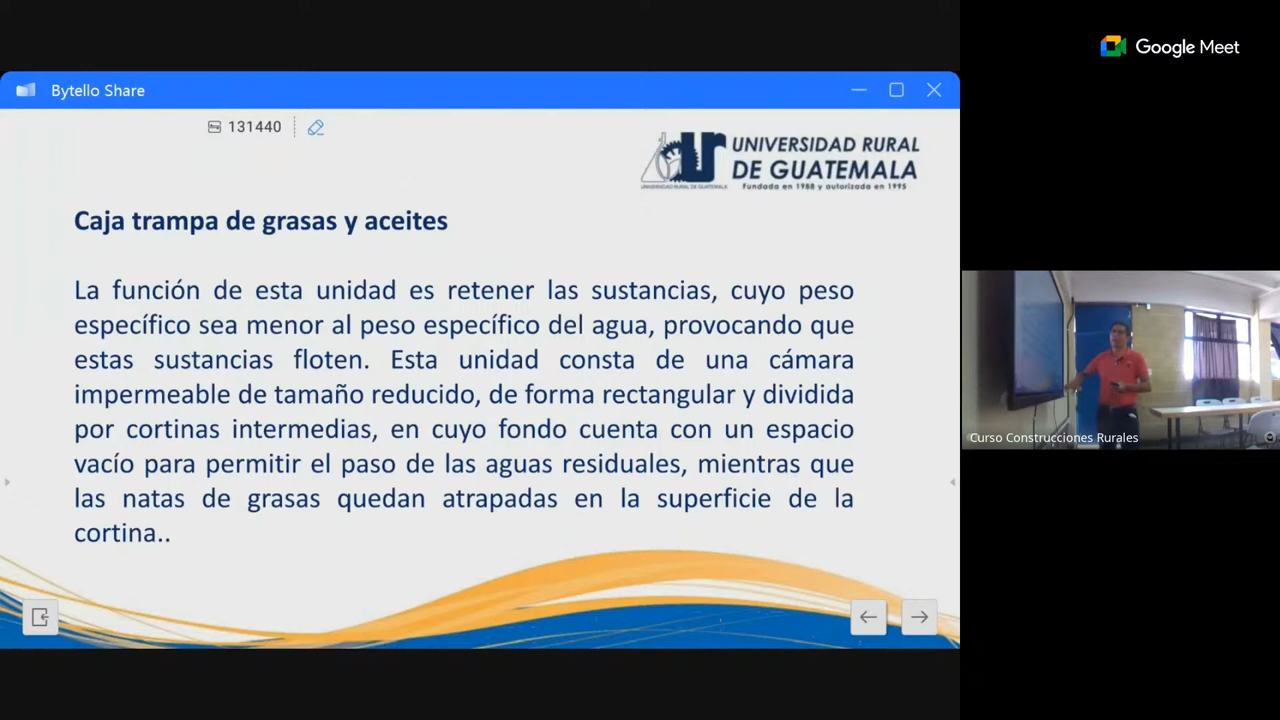 Google Meet
Bytello Share
131440
UNIVERSIDAD RURAL
DE GUATEMALA
Fundada en 1988 y autorizada en 1995
UNIVERSIDAD RURAL DE GUATEMALA
Caja trampa de grasas y aceites
La función de esta unidad es retener las sustancias, cuyo peso
específico sea menor al peso específico del agua, provocando que
estas sustancias floten. Esta unidad consta de una cámara
impermeable de tamaño reducido, de forma rectangular y dividida
por cortinas intermedias, en cuyo fondo cuenta con un espacio
vacío para permitir el paso de las aguas residuales, mientras que
las natas de grasas quedan atrapadas en la superficie de la
cortina..
Curso Construcciones Rurales